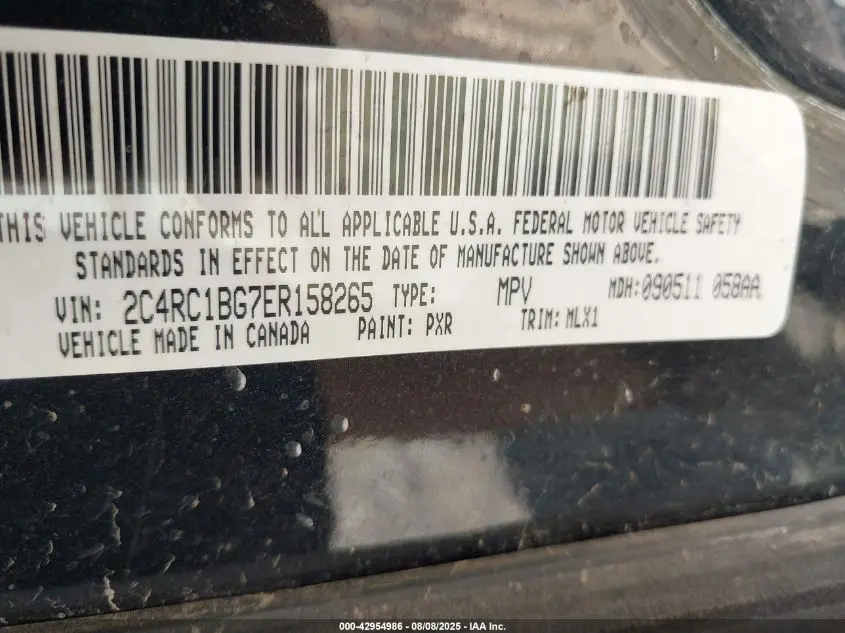 THIS VEHICLE CONFORMS TO ALL APPLICABLE U.S.A. FEDERAL MOTOR VEHICLE SAFETY
STANDARDS IN EFFECT ON THE DATE OF MANUFACTURE SHOWN ABOVE.
VIN: 2C4RC1BG7ER158265 TYPE: MPV MDH:090511 058AA
VEHICLE MADE IN CANADA PAINT: PXR TRIM: MLX1
000-42954986 - 08/08/2025 - IAA Inc.